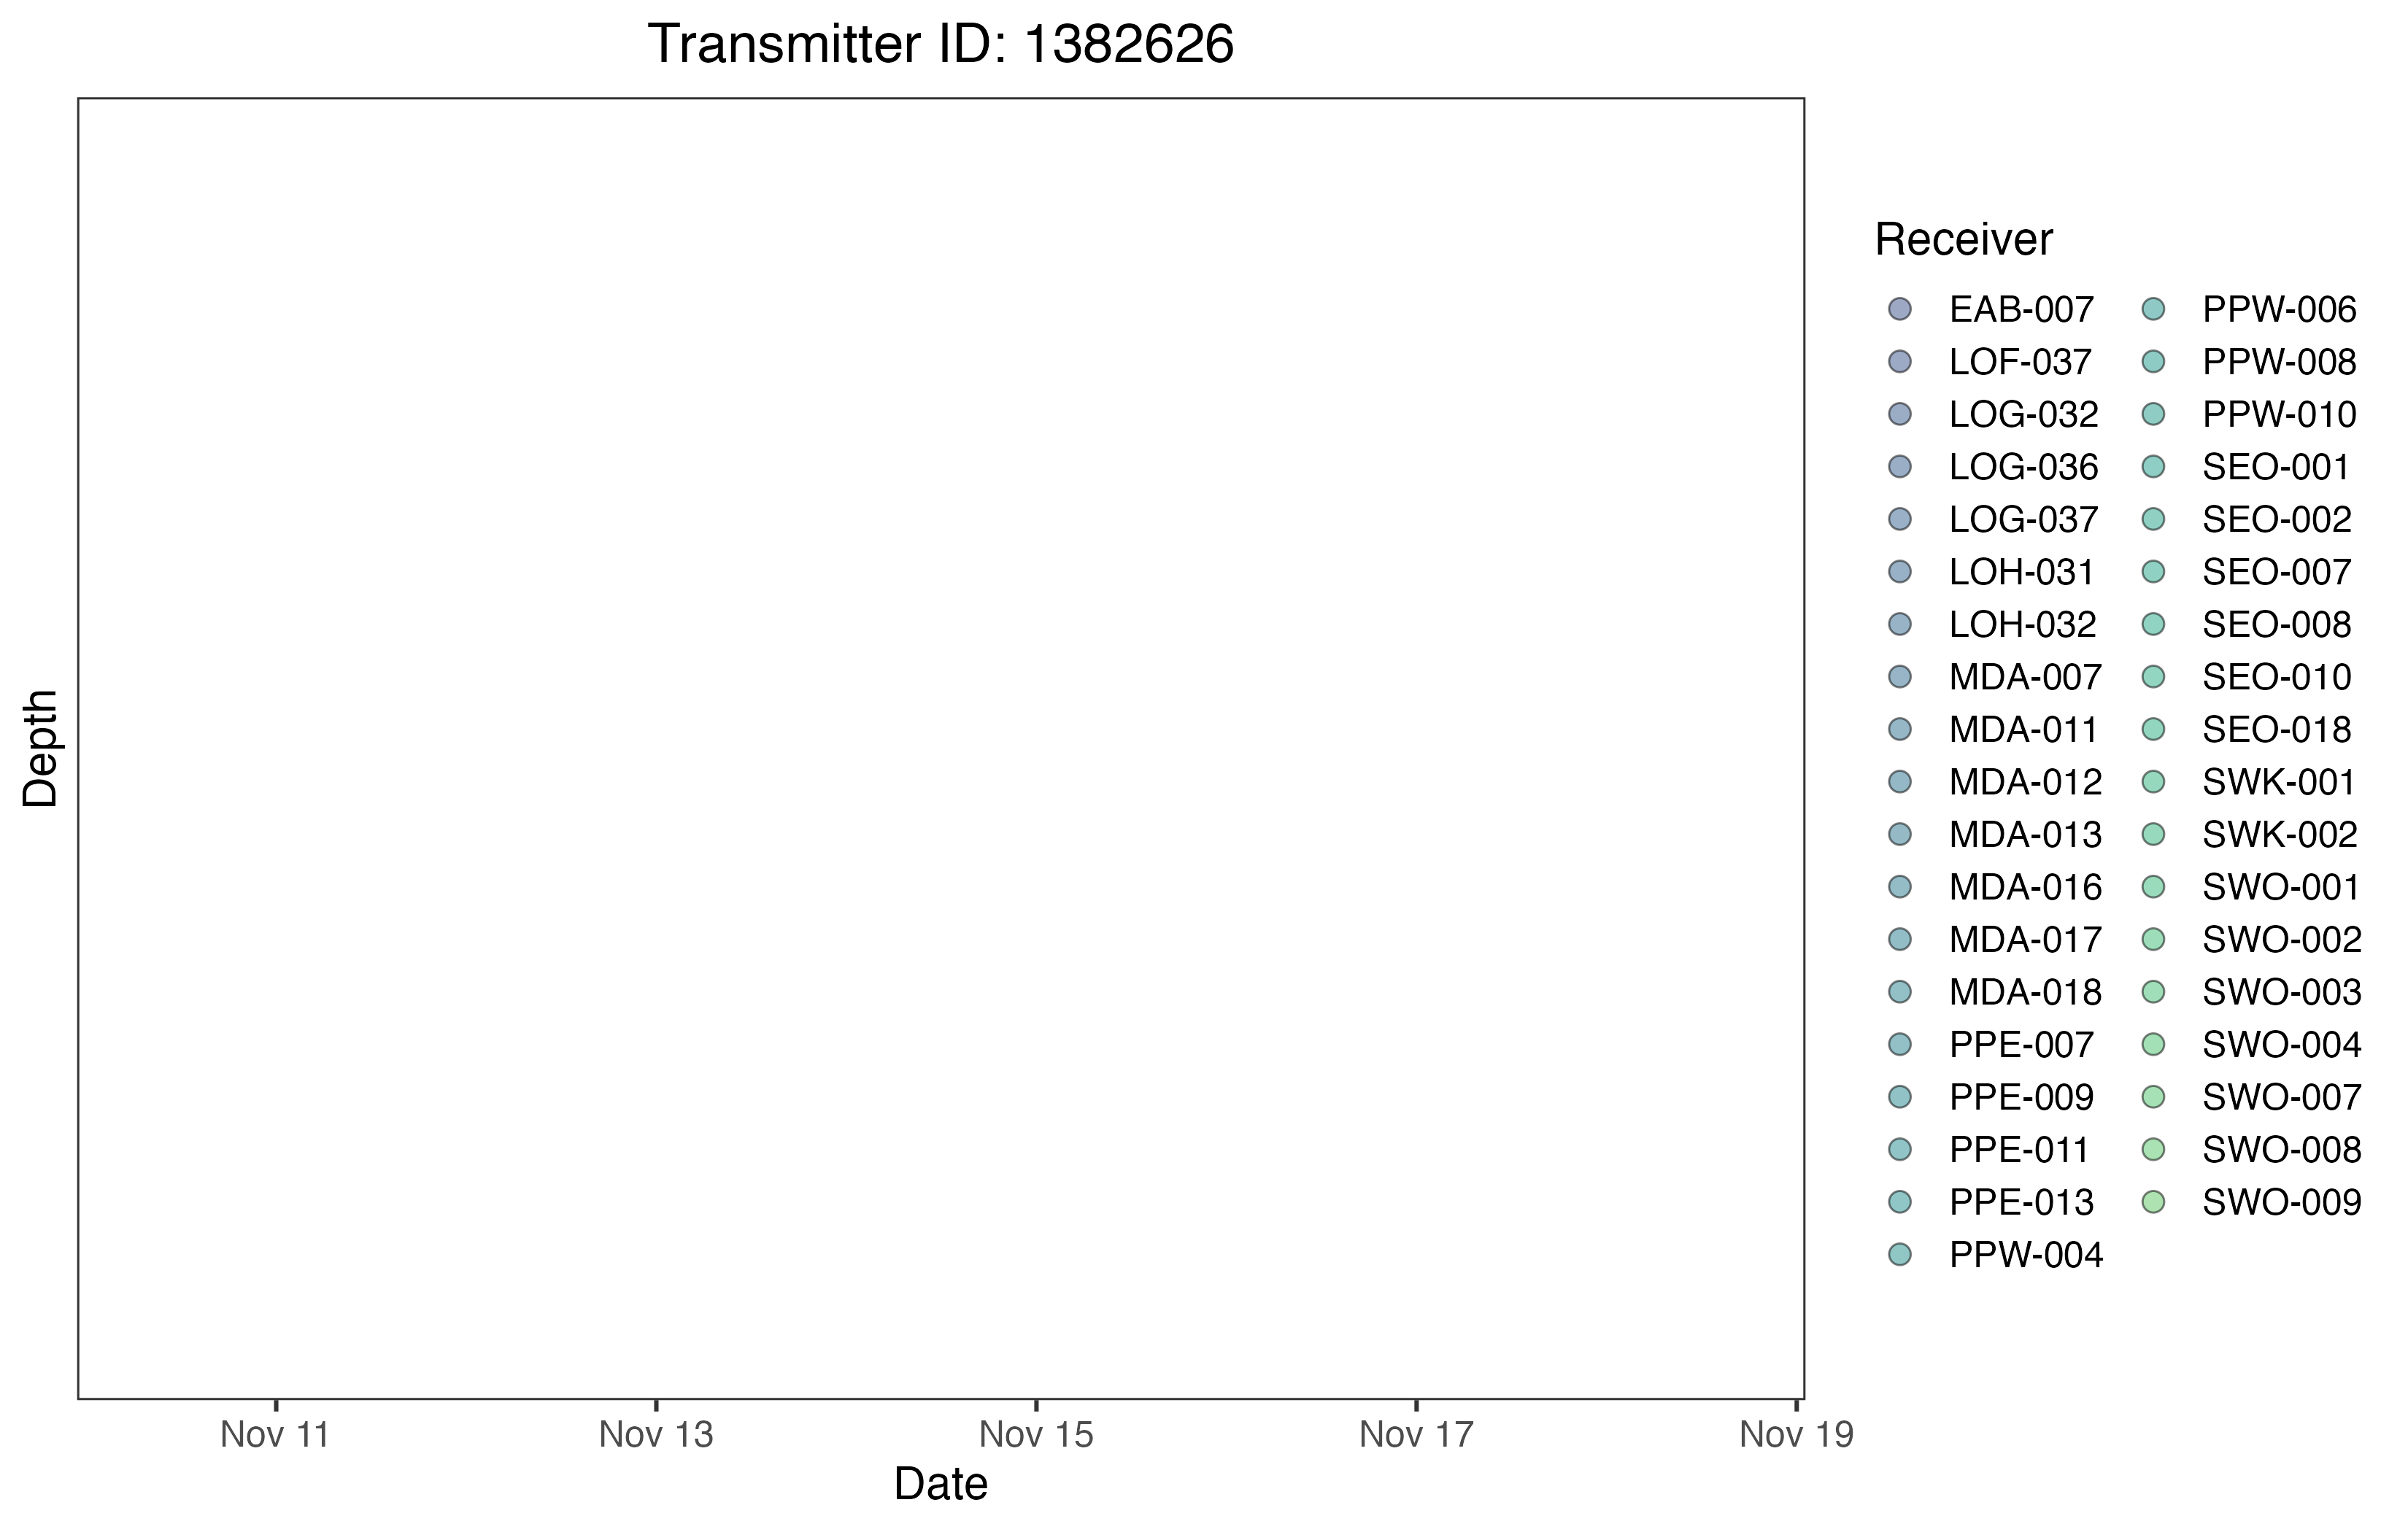 Transmitter ID: 1382626
Depth
Nov 11
Nov 13
Nov 15
Nov 17
Nov 19
Date
Receiver
EAB-007
LOF-037
LOG-032
LOG-036
LOG-037
LOH-031
LOH-032
MDA-007
MDA-011
MDA-012
MDA-013
MDA-016
MDA-017
MDA-018
PPE-007
PPE-009
PPE-011
PPE-013
PPW-004
PPW-006
PPW-008
PPW-010
SEO-001
SEO-002
SEO-007
SEO-008
SEO-010
SEO-018
SWK-001
SWK-002
SWO-001
SWO-002
SWO-003
SWO-004
SWO-007
SWO-008
SWO-009